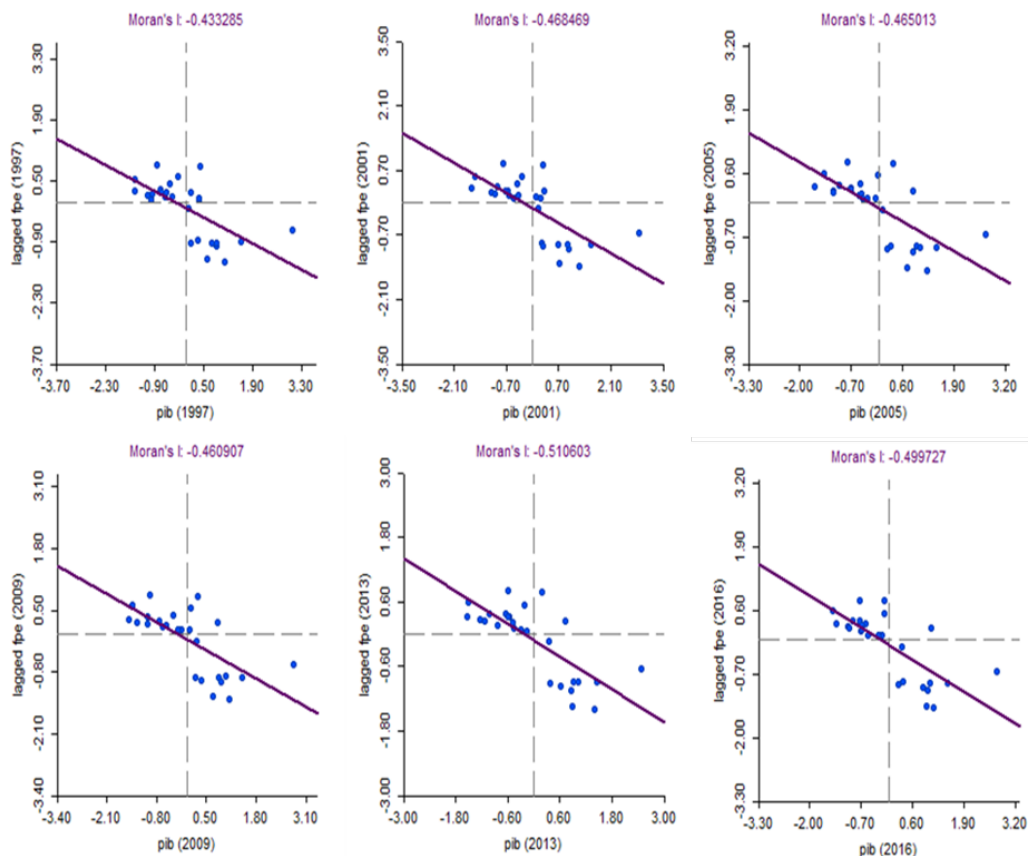 Moran's I: -0.433285
lagged fpe (1997)
3.30
1.90
0.50
-0.90
-2.30
-3.70
-3.70 -2.30 -0.90 0.50 1.90 3.30
pib (1997)
Moran's I: -0.468469
lagged fpe (2001)
3.50
2.10
0.70
-0.70
-2.10
-3.50
-3.50 -2.10 -0.70 0.70 2.10 3.50
pib (2001)
Moran's I: -0.465013
lagged fpe (2005)
3.20
1.90
0.60
-0.70
-2.00
-3.30
-3.30 -2.00 -0.70 0.60 1.90 3.20
pib (2005)
Moran's I: -0.460907
lagged fpe (2009)
3.10
1.80
0.50
-0.80
-2.10
-3.40
-3.40 -2.10 -0.80 0.50 1.80 3.10
pib (2009)
Moran's I: -0.510603
lagged fpe (2013)
3.00
1.80
0.60
-0.60
-1.80
-3.00
-3.00 -1.80 -0.60 0.60 1.80 3.00
pib (2013)
Moran's I: -0.499727
lagged fpe (2016)
3.20
1.90
0.60
-0.70
-2.00
-3.30
-3.30 -2.00 -0.70 0.60 1.90 3.20
pib (2016)